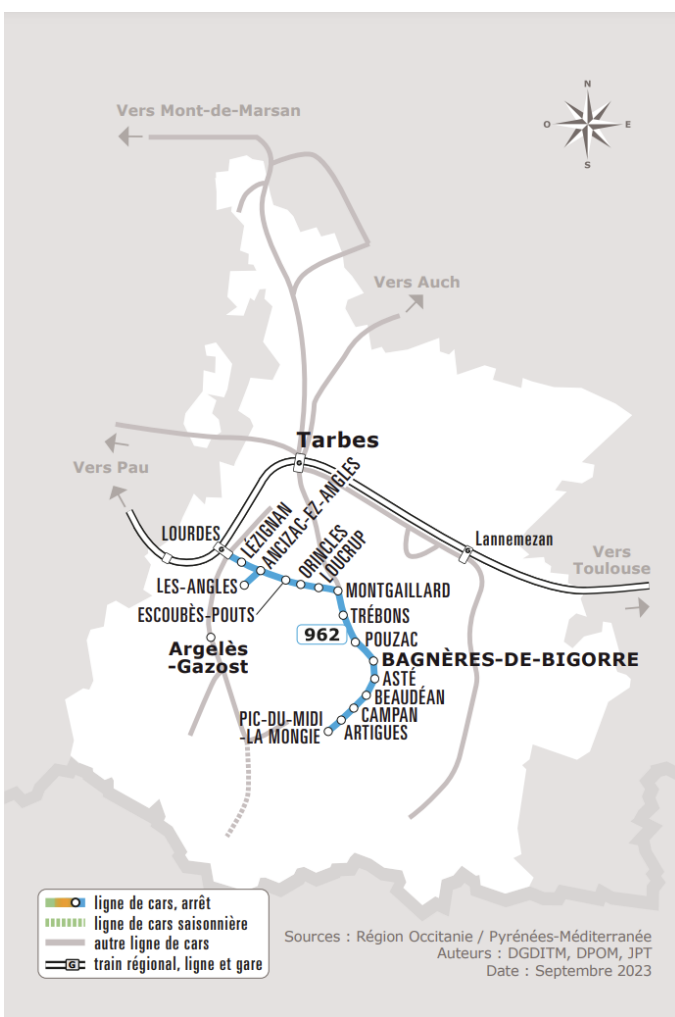 Vers Mont-de-Marsan
N
O
E
S
Vers Auch
Tarbes
Vers Pau
LOURDES
LÉZIGNAN
ANCIZAC-EZ-ANGLES
ORINCLES
LOUCRUP
Lannemezan
Vers
Toulouse
LES-ANGLES
MONTGAILLARD
ESCOUBÈS-POUTS
TRÉBONS
962
POUZAC
Argelès
-Gazost
BAGNÈRES-DE-BIGORRE
ASTÉ
BEAUDÉAN
CAMPAN
PIC-DU-MIDI
-LA MONGIE
ARTIGUES
ligne de cars, arrêt
ligne de cars saisonnière
autre ligne de cars
G
train régional, ligne et gare
Sources : Région Occitanie / Pyrénées-Méditerranée
Auteurs : DGDITM, DPOM, JPT
Date : Septembre 2023